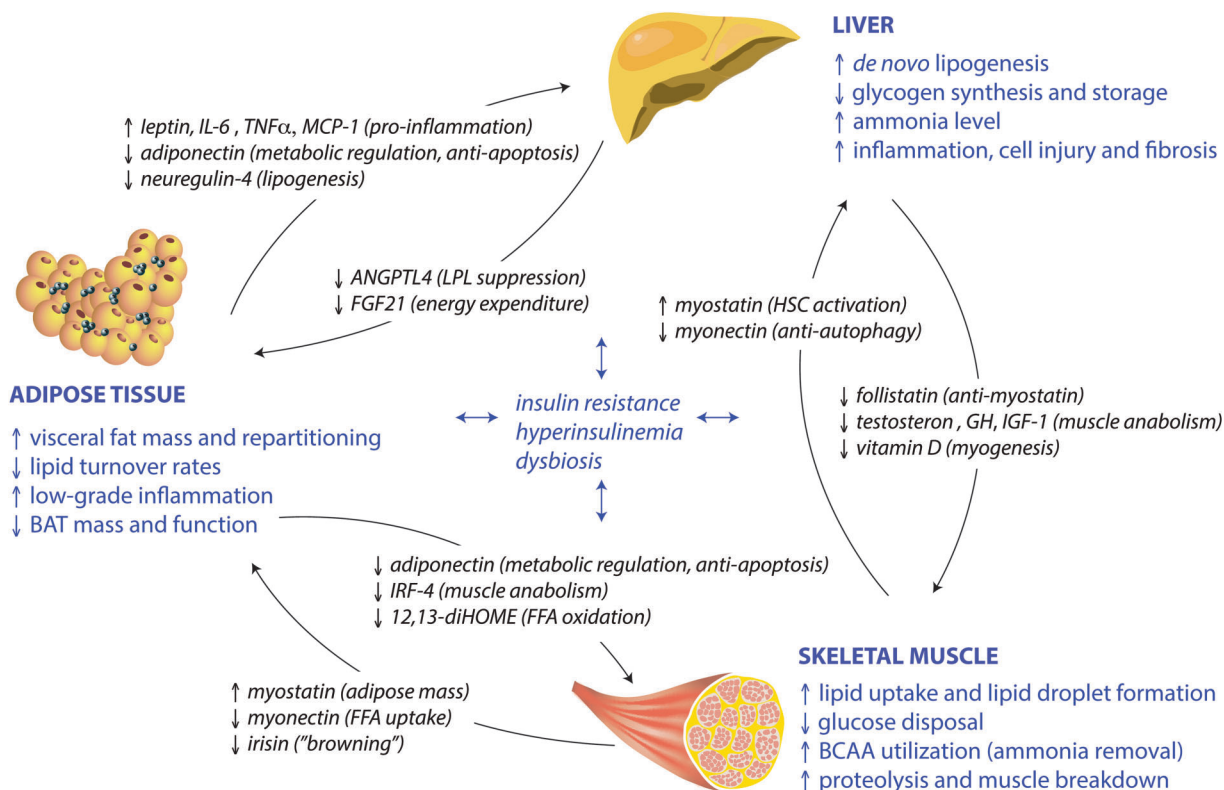 LIVER
↑ de novo lipogenesis
↓ glycogen synthesis and storage
↑ ammonia level
↑ inflammation, cell injury and fibrosis
↑ leptin, IL-6 , TNFα, MCP-1 (pro-inflammation)
↓ adiponectin (metabolic regulation, anti-apoptosis)
↓ neuregulin-4 (lipogenesis)
↓ ANGPTL4 (LPL suppression)
↓ FGF21 (energy expenditure)
↑ myostatin (HSC activation)
↓ myonectin (anti-autophagy)
↓ follistatin (anti-myostatin)
↓ testosteron , GH, IGF-1 (muscle anabolism)
↓ vitamin D (myogenesis)
ADIPOSE TISSUE
↑ visceral fat mass and repartitioning
↓ lipid turnover rates
↑ low-grade inflammation
↓ BAT mass and function
insulin resistance
hyperinsulinemia
dysbiosis
↓ adiponectin (metabolic regulation, anti-apoptosis)
↓ IRF-4 (muscle anabolism)
↓ 12,13-diHOME (FFA oxidation)
↑ myostatin (adipose mass)
↓ myonectin (FFA uptake)
↓ irisin ("browning")
SKELETAL MUSCLE
↑ lipid uptake and lipid droplet formation
↓ glucose disposal
↑ BCAA utilization (ammonia removal)
↑ proteolysis and muscle breakdown